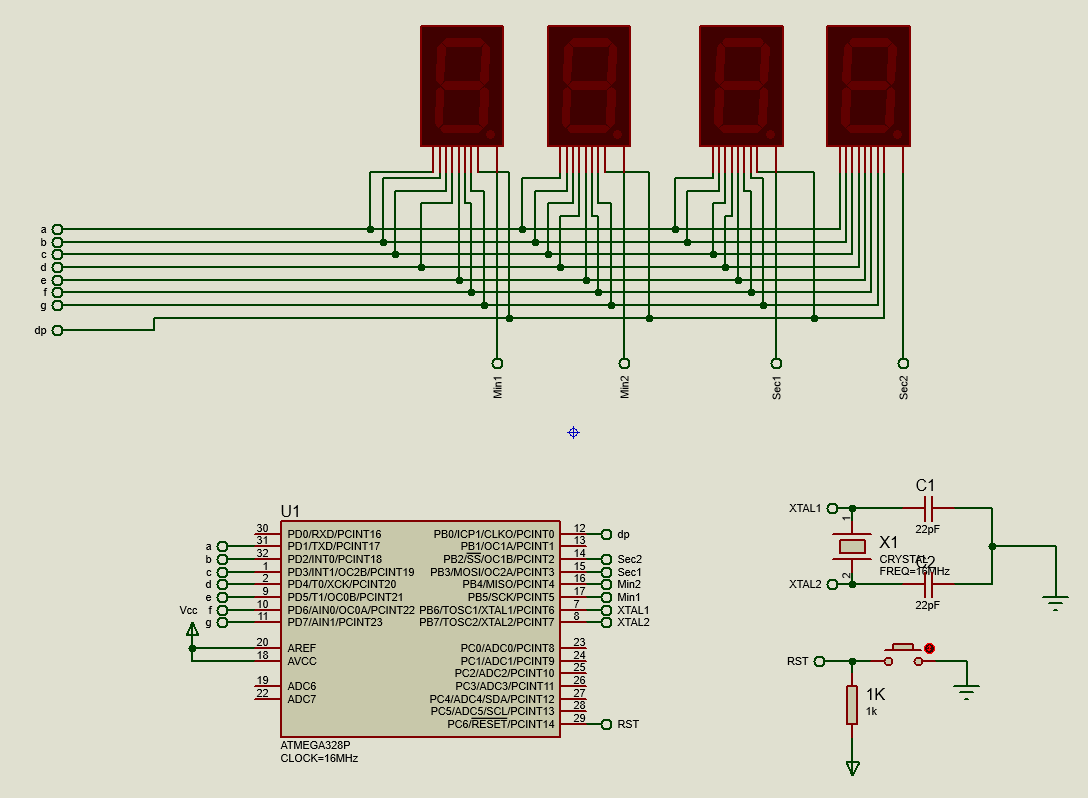 a
b
c
d
e
f
g
dp
Min1
Min2
Sec1
Sec2
U1
30 PD0/RXD/PCINT16
31 PD1/TXD/PCINT17
32 PD2/INT0/PCINT18
1 PD3/INT1/OC2B/PCINT19
2 PD4/T0/XCK/PCINT20
9 PD5/T1/OC0B/PCINT21
10 PD6/AIN0/OC0A/PCINT22
11 PD7/AIN1/PCINT23
20 AREF
18 AVCC
19 ADC6
22 ADC7
a
b
c
d
e
Vcc f
g
PB0/ICP1/CLKO/PCINT0 12 dp
PB1/OC1A/PCINT1 13
PB2/SS/OC1B/PCINT2 14 Sec2
PB3/MOSI/OC2A/PCINT3 15 Sec1
PB4/MISO/PCINT4 16 Min2
PB5/SCK/PCINT5 17 Min1
PB6/TOSC1/XTAL1/PCINT6 7 XTAL1
PB7/TOSC2/XTAL2/PCINT7 8 XTAL2
PC0/ADC0/PCINT8 23
PC1/ADC1/PCINT9 24
PC2/ADC2/PCINT10 25
PC3/ADC3/PCINT11 26
PC4/ADC4/SDA/PCINT12 27
PC5/ADC5/SCL/PCINT13 28
PC6/RESET/PCINT14 29 RST
ATMEGA328P
CLOCK=16MHz
C1
XTAL1
22pF
1
X1
CRYSTAL
FREQ=16MHz
C2
2
XTAL2
22pF
RST
1K
1k